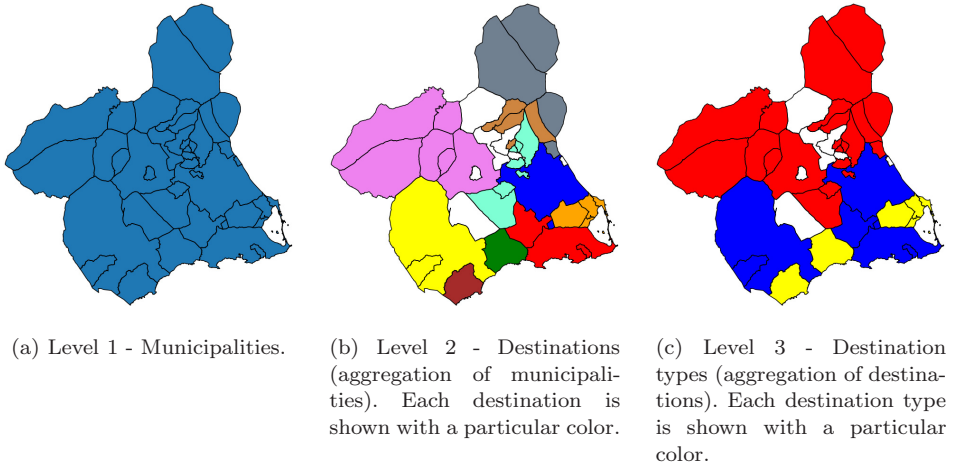 (a) Level 1 - Municipalities.
(b) Level 2 - Destinations
(aggregation of municipali-
ties). Each destination is
shown with a particular color.
(c) Level 3 - Destination
types (aggregation of destina-
tions). Each destination type
is shown with a particular
color.